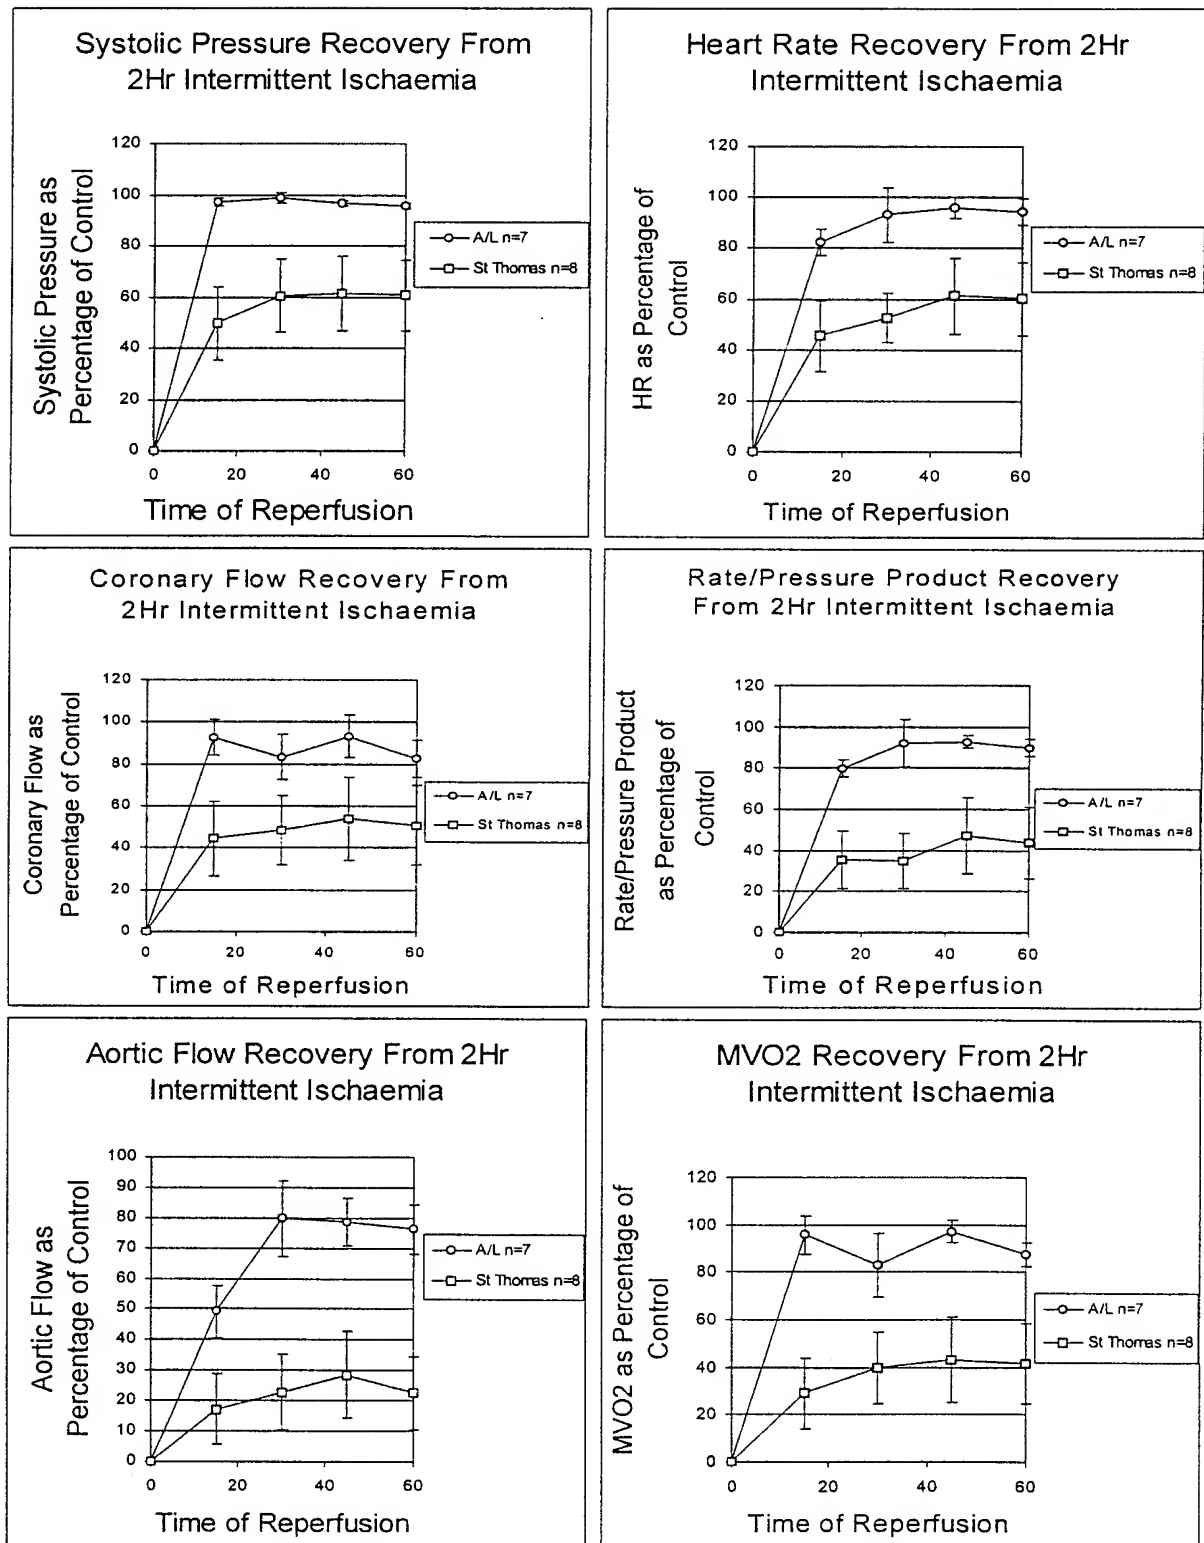 Systolic Pressure Recovery From
2Hr Intermittent Ischaemia
Systolic Pressure as
Percentage of Control
120
100
80
60
40
20
0
0 20 40 60
Time of Reperfusion
A/L n=7
St Thomas n=8
Heart Rate Recovery From 2Hr
Intermittent Ischaemia
HR as Percentage of
Control
120
100
80
60
40
20
0
0 20 40 60
Time of Reperfusion
A/L n=7
St Thomas n=8
Coronary Flow Recovery From
2Hr Intermittent Ischaemia
Coronary Flow as
Percentage of Control
120
100
80
60
40
20
0
0 20 40 60
Time of Reperfusion
A/L n=7
St Thomas n=8
Rate/Pressure Product Recovery
From 2Hr Intermittent Ischaemia
Rate/Pressure Product
as Percentage of
Control
120
100
80
60
40
20
0
0 20 40 60
Time of Reperfusion
A/L n=7
St Thomas n=8
Aortic Flow Recovery From 2Hr
Intermittent Ischaemia
Aortic Flow as
Percentage of Control
100
90
80
70
60
50
40
30
20
10
0
0 20 40 60
Time of Reperfusion
A/L n=7
St Thomas n=8
MVO2 Recovery From 2Hr
Intermittent Ischaemia
MVO2 as Percentage of
Control
120
100
80
60
40
20
0
0 20 40 60
Time of Reperfusion
A/L n=7
St Thomas n=8